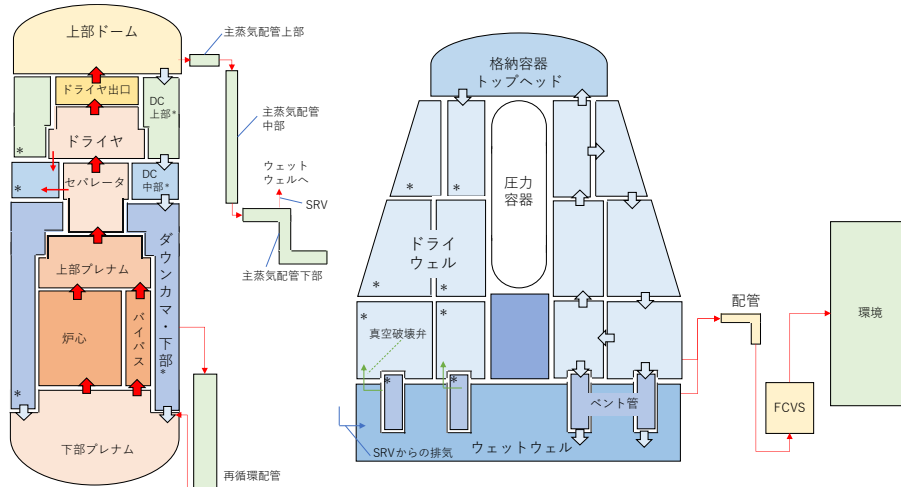 上部ドーム
主蒸気配管上部
ドライヤ出口
DC
上部*
*
ドライヤ
主蒸気配管
中部
*
セパレータ
DC
中部*
ウェット
ウェルへ
SRV
主蒸気配管下部
上部プレナム
ダウンカマ・下部*
炉心
バイパス
*
下部プレナム
再循環配管
格納容器
トップヘッド
*
*
圧力
容器
ドライ
ウェル
*
*
*
*
真空破壊弁
*
*
ベント管
SRVからの排気
ウェットウェル
配管
FCVS
環境